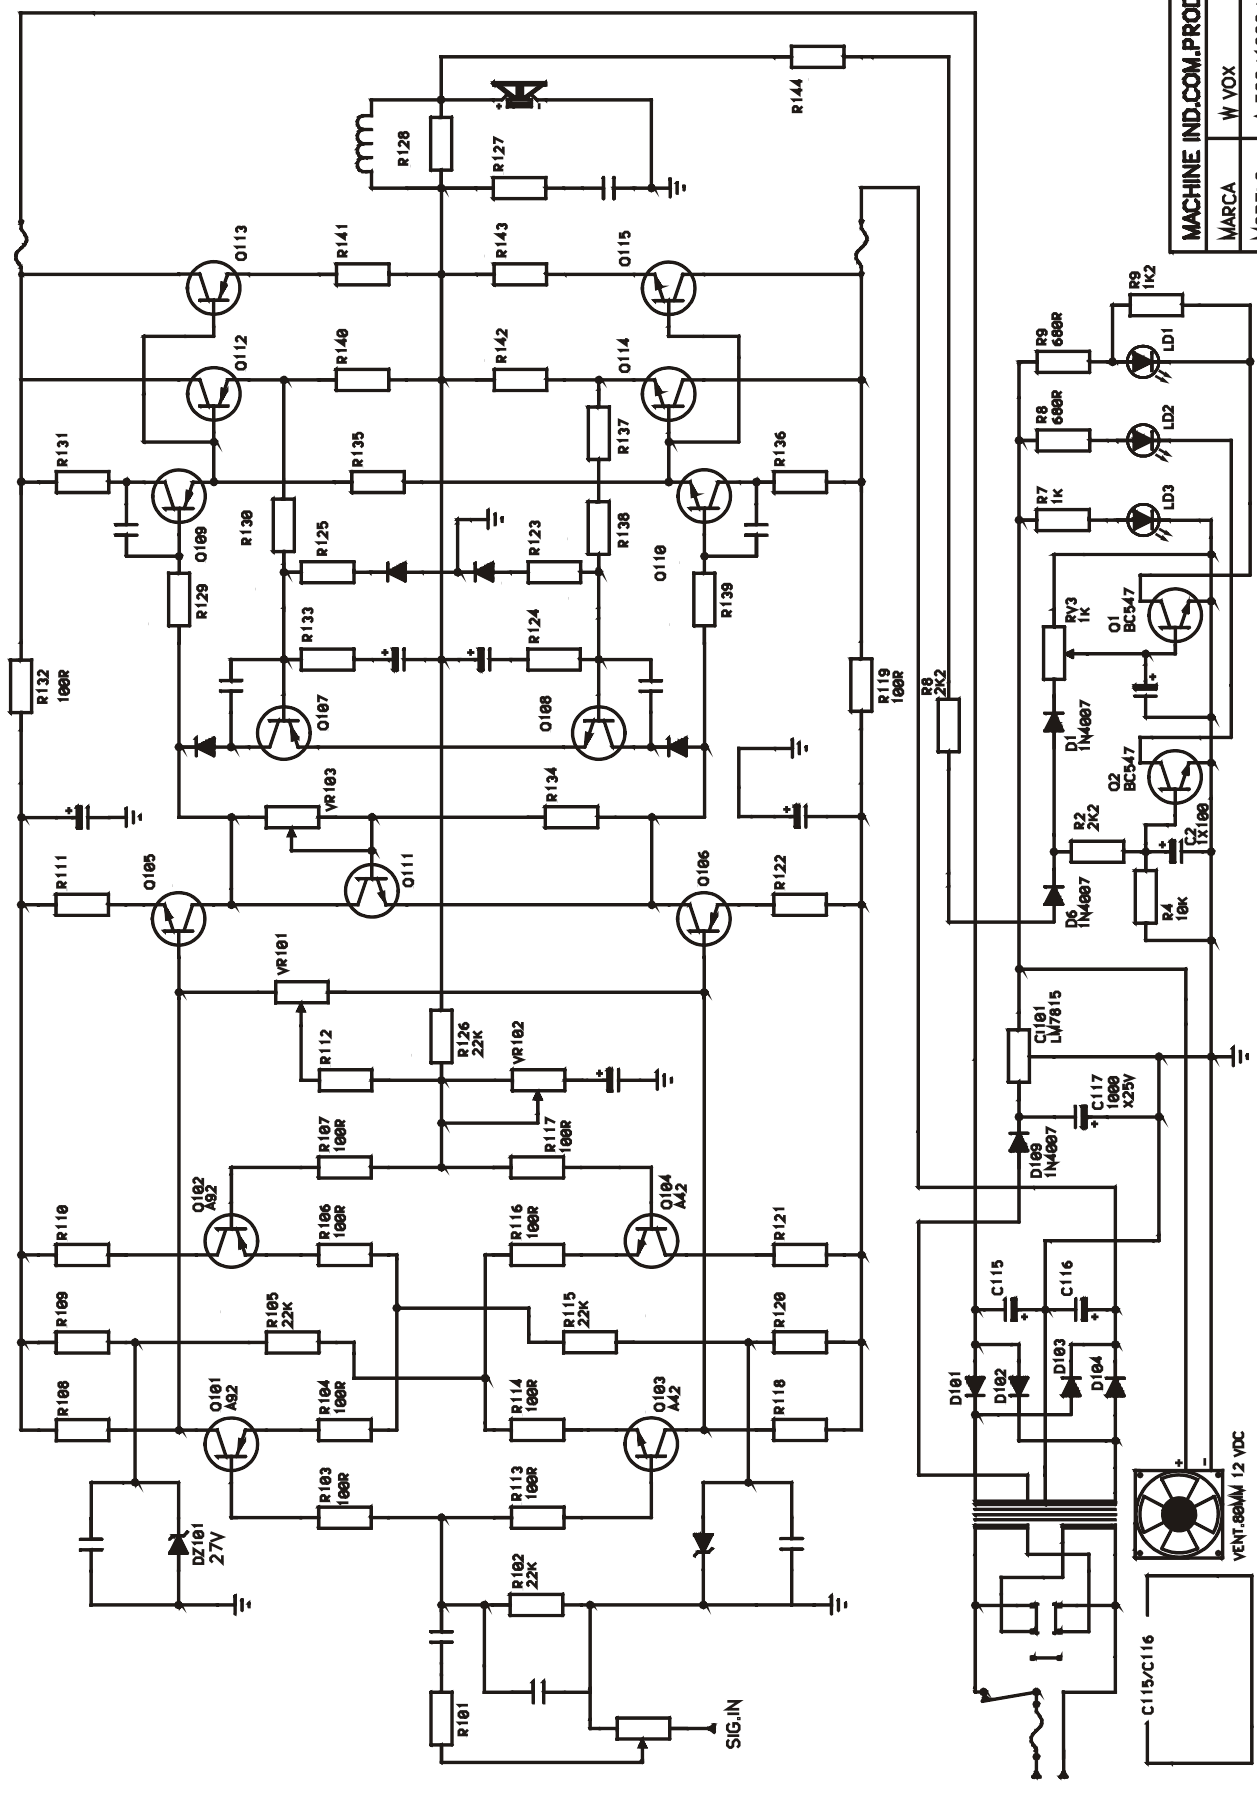 MACHINE IND.COM.PROD
MARCA
W VOX
R132
100R
R131
R111
R110
R109
R108
Q113
Q112
Q109
R129
Q105
Q102
A92
Q101
A92
DZ101
27V
R141
R140
R135
R130
R125
R133
Q107
VR103
Q111
VR101
R112
R107
100R
R106
100R
R105
22K
R104
100R
R103
100R
R128
R127
R143
R142
R137
R138
R123
R124
Q108
R134
R126
22K
VR102
R117
100R
R116
100R
R115
22K
R114
100R
R113
100R
R102
22K
R101
SIG.IN
Q115
Q114
Q110
R139
R136
Q106
R122
Q104
A42
Q103
A42
R121
R120
R118
R119
100R
R144
R8
2K2
R9
1K2
R9
680R
R8
680R
R7
1K
LD1
LD2
LD3
RV3
1K
Q1
BC547
D1
1N4007
Q2
BC547
R2
2K2
C2
1X100
D6
1N4007
R4
10K
CI101
LM7815
C117
1000
X25V
D109
1N4007
C115
C116
D101
D102
D103
D104
VENT.80MM 12 VDC
C115/C116